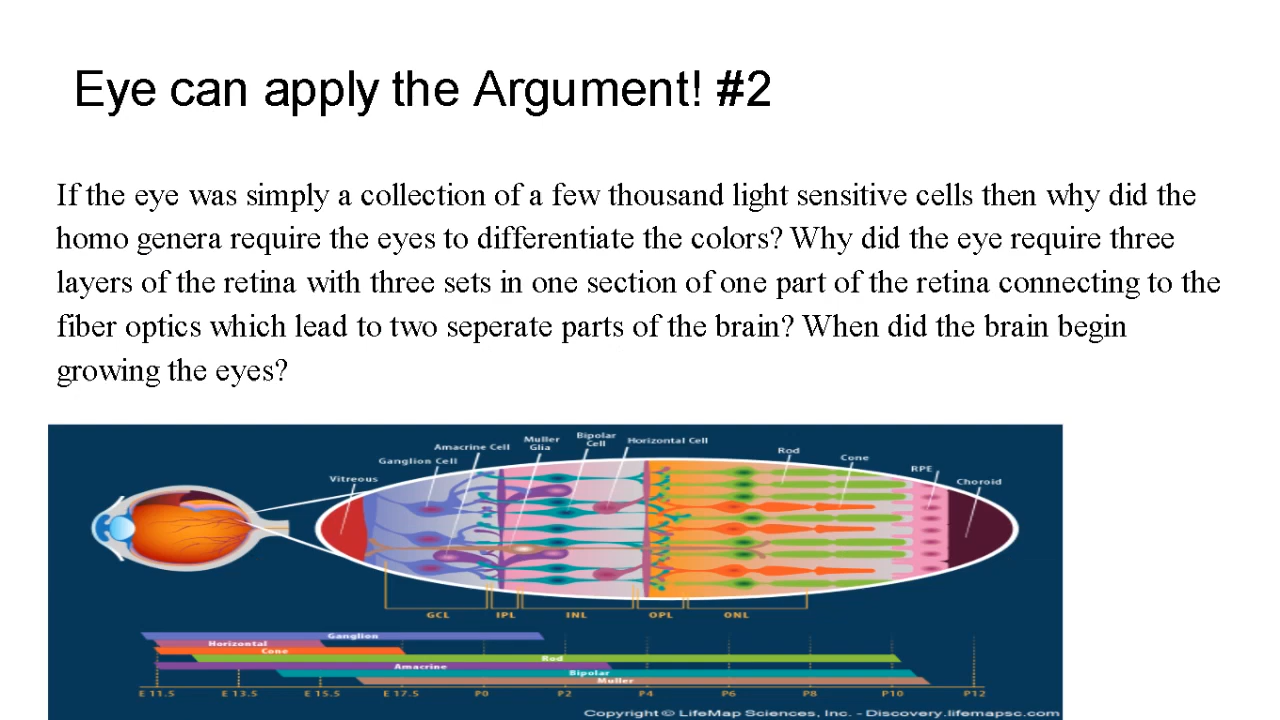 Eye can apply the Argument! #2
If the eye was simply a collection of a few thousand light sensitive cells then why did the
homo genera require the eyes to differentiate the colors? Why did the eye require three
layers of the retina with three sets in one section of one part of the retina connecting to the
fiber optics which lead to two seperate parts of the brain? When did the brain begin
growing the eyes?
Vitreous
Ganglion Cell
Amacrine Cell
Muller
Glia
Bipolar
Cell
Horizontal Cell
Rod
Cone
RPE
Choroid
GCL IPL INL OPL ONL
Ganglion
Horizontal
Cone
Rod
Amacrine
Bipolar
Muller
E 11.5 E 13.5 E 15.5 E 17.5 P0 P2 P4 P6 P8 P10 P12
Copyright © LifeMap Sciences, Inc. - Discovery.lifemapsc.com